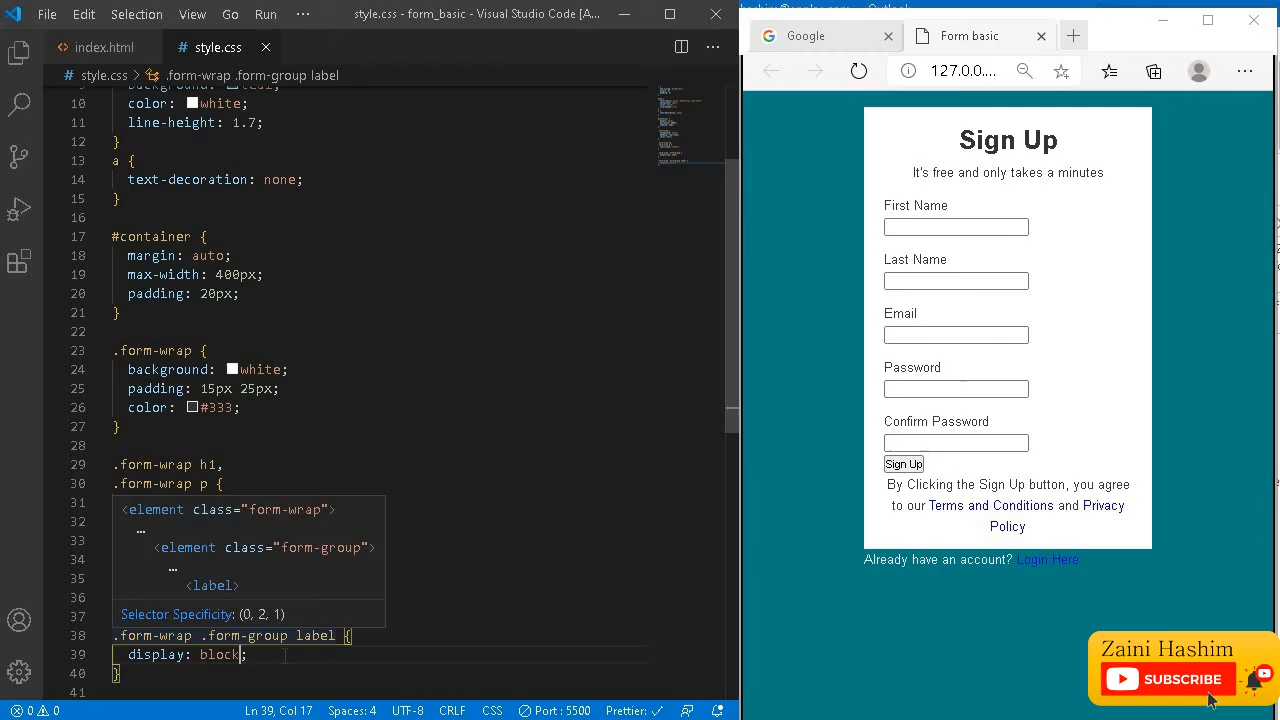 File
Edit
Selection
View
Go
Run
···
style.css - form_basic - Visual Studio Code [A...
index.html
style.css
···
# style.css > .form-wrap .form-group label
10 color: white;
11
12 }
13 a {
14 text-decoration: none;
15 }
16
17 #container {
18 margin: auto;
19 max-width: 400px;
20 padding: 20px;
21 }
22
23 .form-wrap {
24 background: white;
25 padding: 15px 25px;
26 color: #333;
27 }
28
29 .form-wrap h1,
30 .form-wrap p {
31
32
33
34
35
36
37
<element class="form-wrap">
…
<element class="form-group">
…
<label>
Selector Specificity: (0, 2, 1)
38 .form-wrap .form-group label {
39 display: block;
40 }
41
0 0
Ln 39, Col 17
Spaces: 4
UTF-8
CRLF
CSS
Port : 5500
Prettier: ✓
Google
Form basic
127.0.0....
Sign Up
It's free and only takes a minutes
First Name
Last Name
Email
Password
Confirm Password
Sign Up
By Clicking the Sign Up button, you agree
to our Terms and Conditions and Privacy
Policy
Already have an account? Login Here
Zaini Hashim
SUBSCRIBE